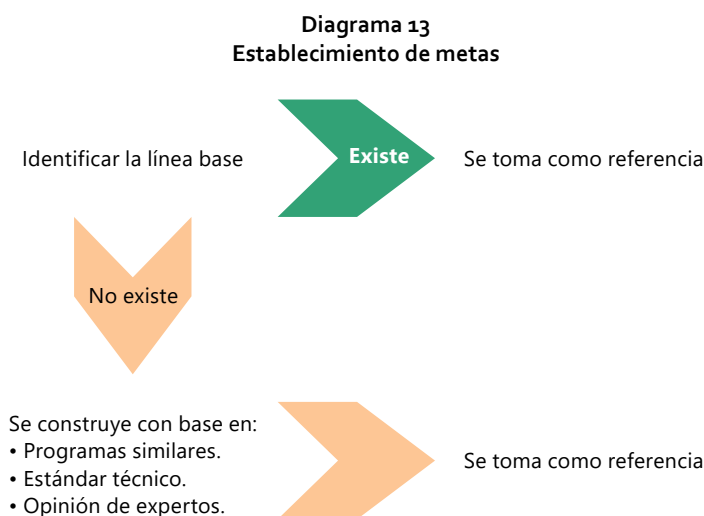 Diagrama 13
Establecimiento de metas
Identificar la línea base
Existe
Se toma como referencia
No existe
Se construye con base en:
• Programas similares.
• Estándar técnico.
• Opinión de expertos.
Se toma como referencia